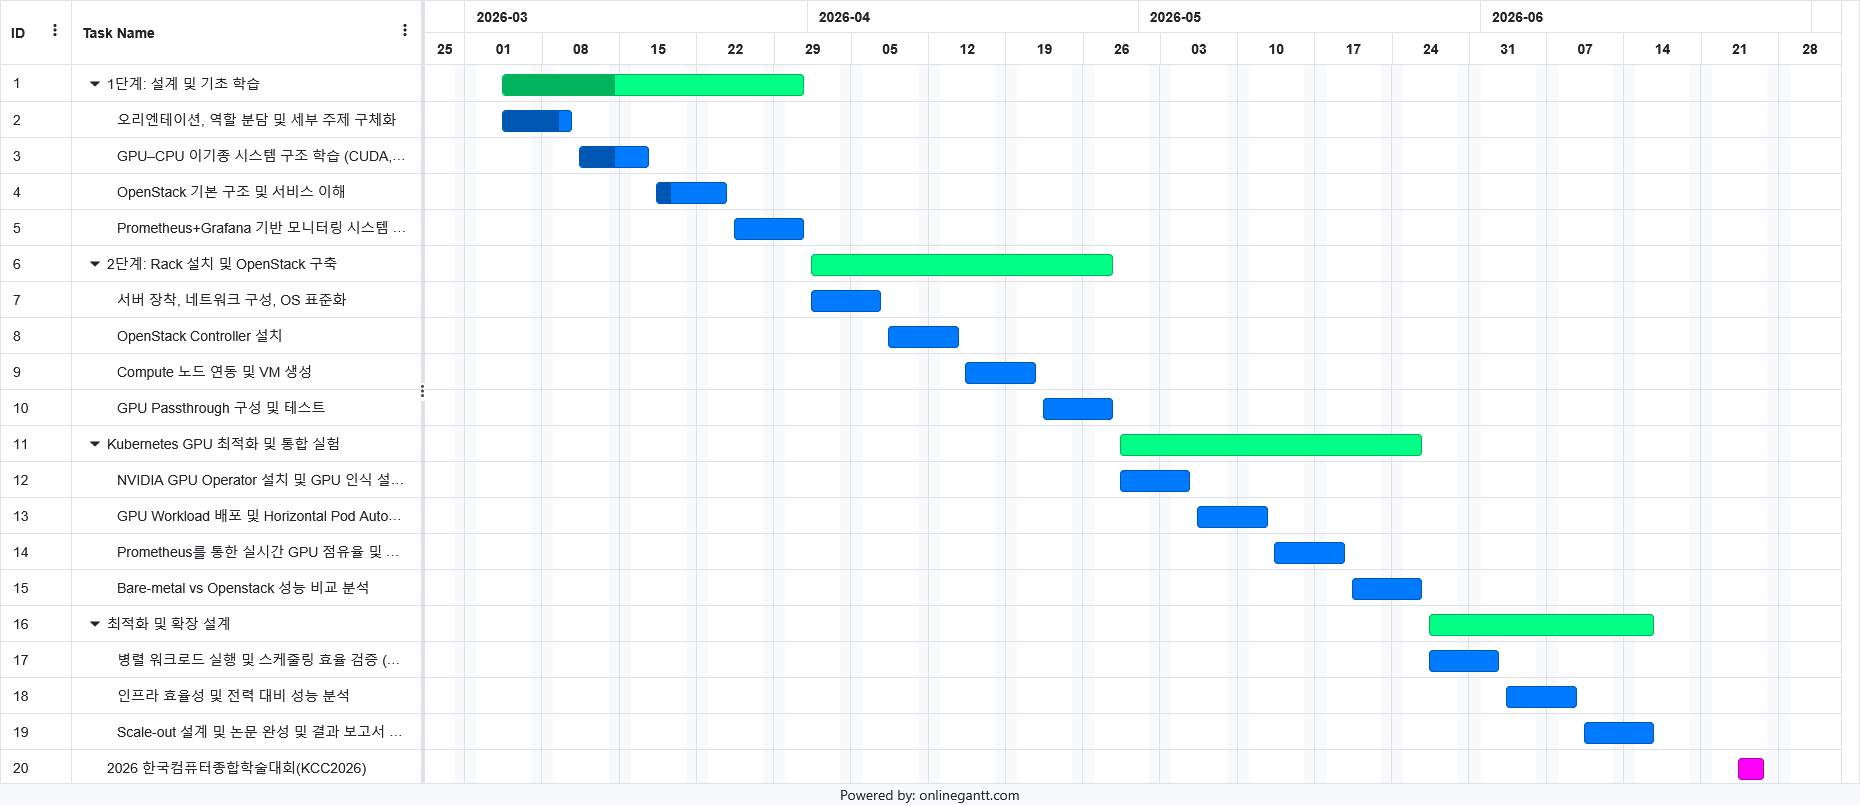 ID Task Name 2026-03 2026-04 2026-05 2026-06
25 01 08 15 22 29 05 12 19 26 03 10 17 24 31 07 14 21 28
1 1단계: 설계 및 기초 학습
2 오리엔테이션, 역할 분담 및 세부 주제 구체화
3 GPU–CPU 이기종 시스템 구조 학습 (CUDA,...
4 OpenStack 기본 구조 및 서비스 이해
5 Prometheus+Grafana 기반 모니터링 시스템 ...
6 2단계: Rack 설치 및 OpenStack 구축
7 서버 장착, 네트워크 구성, OS 표준화
8 OpenStack Controller 설치
9 Compute 노드 연동 및 VM 생성
10 GPU Passthrough 구성 및 테스트
11 Kubernetes GPU 최적화 및 통합 실험
12 NVIDIA GPU Operator 설치 및 GPU 인식 설...
13 GPU Workload 배포 및 Horizontal Pod Auto...
14 Prometheus를 통한 실시간 GPU 점유율 및 ...
15 Bare-metal vs Openstack 성능 비교 분석
16 최적화 및 확장 설계
17 병렬 워크로드 실행 및 스케줄링 효율 검증 (...
18 인프라 효율성 및 전력 대비 성능 분석
19 Scale-out 설계 및 논문 완성 및 결과 보고서 ...
20 2026 한국컴퓨터종합학술대회(KCC2026)
Powered by: onlinegantt.com